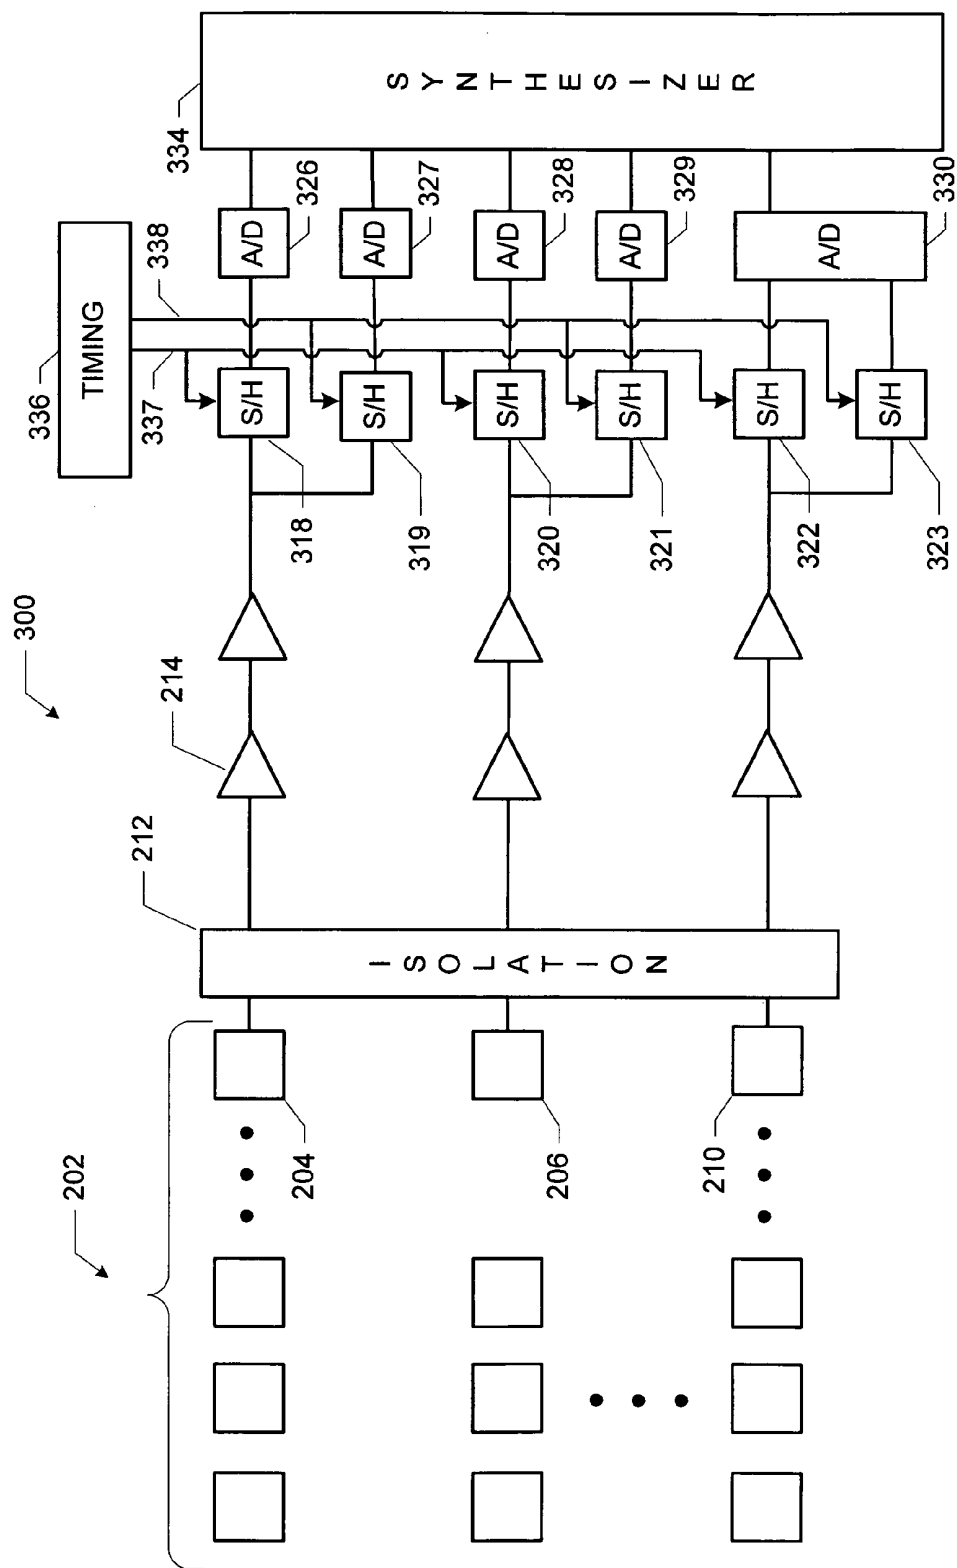 300
336
TIMING
337
338
334
SYNTHESIZER
202
212
ISOLATION
214
204
206
210
S/H
318
S/H
319
S/H
320
S/H
321
S/H
322
S/H
323
A/D
326
A/D
327
A/D
328
A/D
329
A/D
330